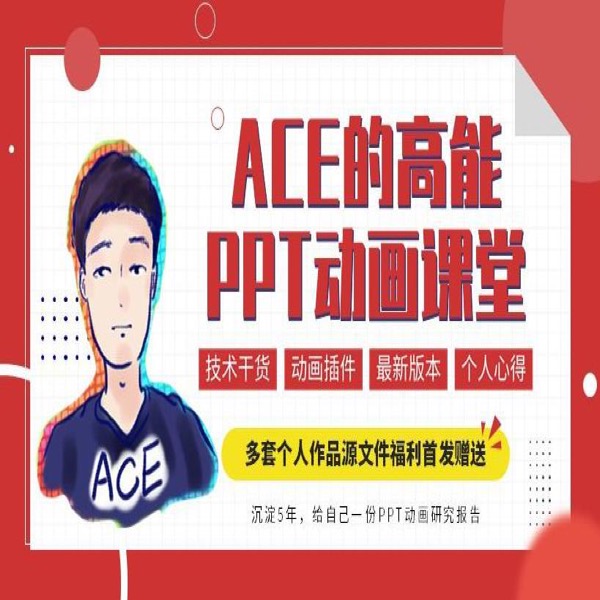 ACE的高能
PPT动画课堂
技术干货 动画插件 最新版本 个人心得
多套个人作品源文件福利首发赠送
沉淀5年，给自己一份PPT动画研究报告
ACE